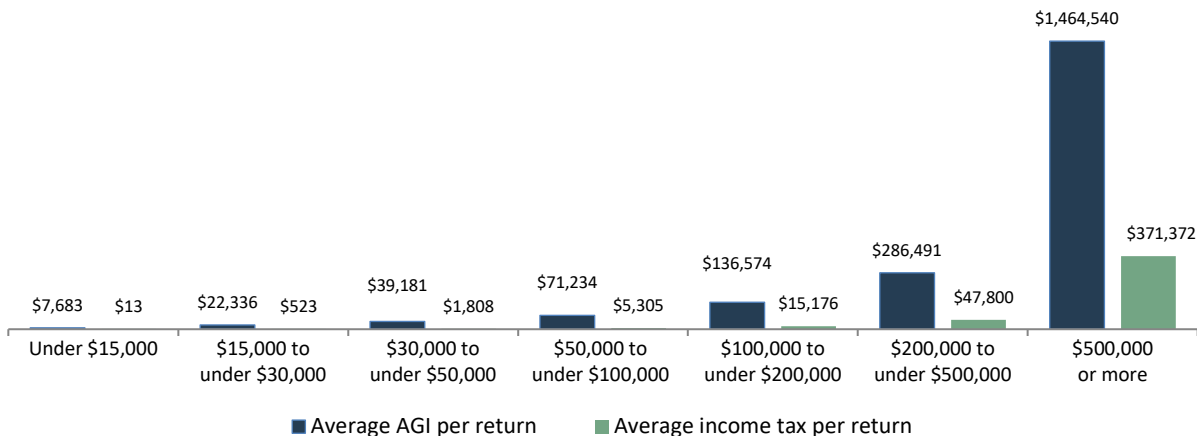 $1,464,540
$371,372
$286,491
$136,574
$71,234
$39,181
$47,800
$7,683 $13 $22,336 $523 $1,808 $5,305 $15,176
Under $15,000 $15,000 to $30,000 to $50,000 to $100,000 to $200,000 to $500,000
under $30,000 under $50,000 under $100,000 under $200,000 under $500,000 or more
Average AGI per return Average income tax per return